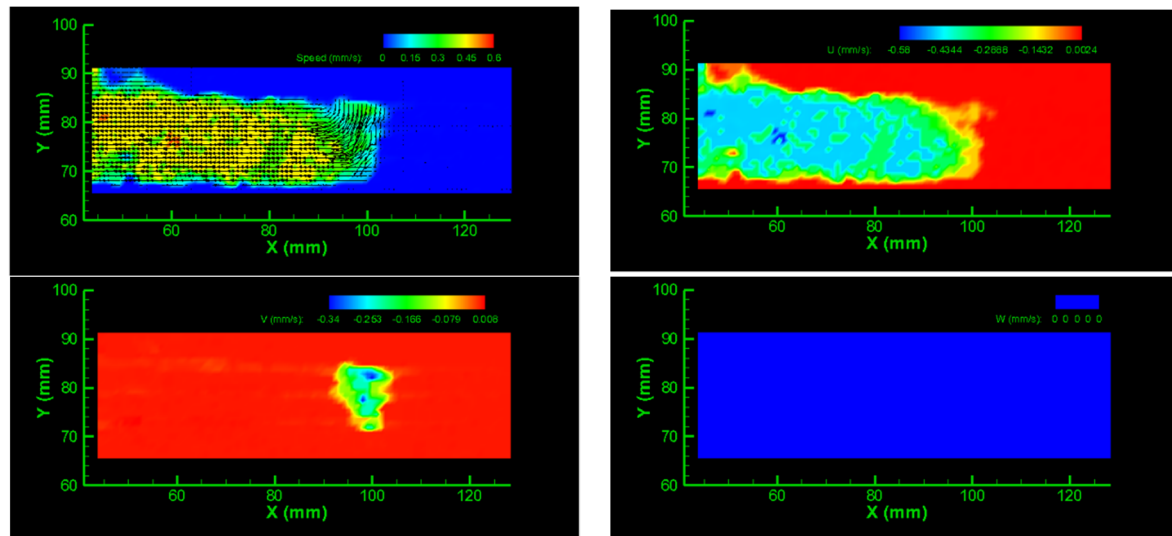 100
90
80
70
60
Y (mm)
Speed (mm/s):
0 0.15 0.3 0.45 0.6
60 80 100 120
X (mm)
100
90
80
70
60
Y (mm)
U (mm/s):
-0.58 -0.4344 -0.2888 -0.1432 0.0024
60 80 100 120
X (mm)
100
90
80
70
60
Y (mm)
V (mm/s):
-0.34 -0.253 -0.166 -0.079 0.008
60 80 100 120
X (mm)
100
90
80
70
60
Y (mm)
W (mm/s):
0 0 0 0 0
60 80 100 120
X (mm)